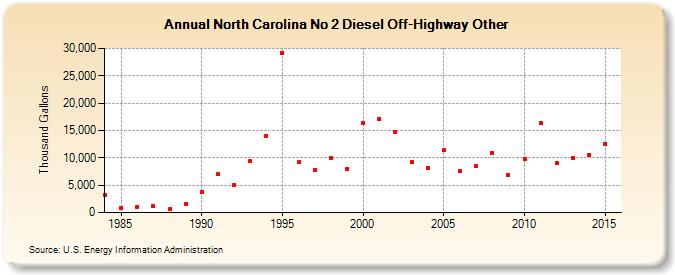 Annual North Carolina No 2 Diesel Off-Highway Other
Thousand Gallons
30,000
25,000
20,000
15,000
10,000
5,000
0
1985 1990 1995 2000 2005 2010 2015
Source: U.S. Energy Information Administration